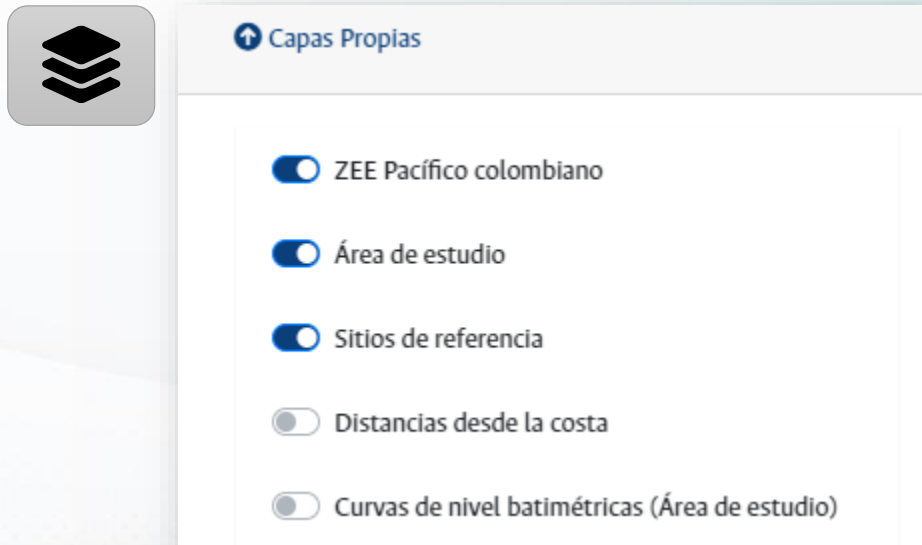 Capas Propias
ZEE Pacífico colombiano
Área de estudio
Sitios de referencia
Distancias desde la costa
Curvas de nivel batimétricas (Área de estudio)